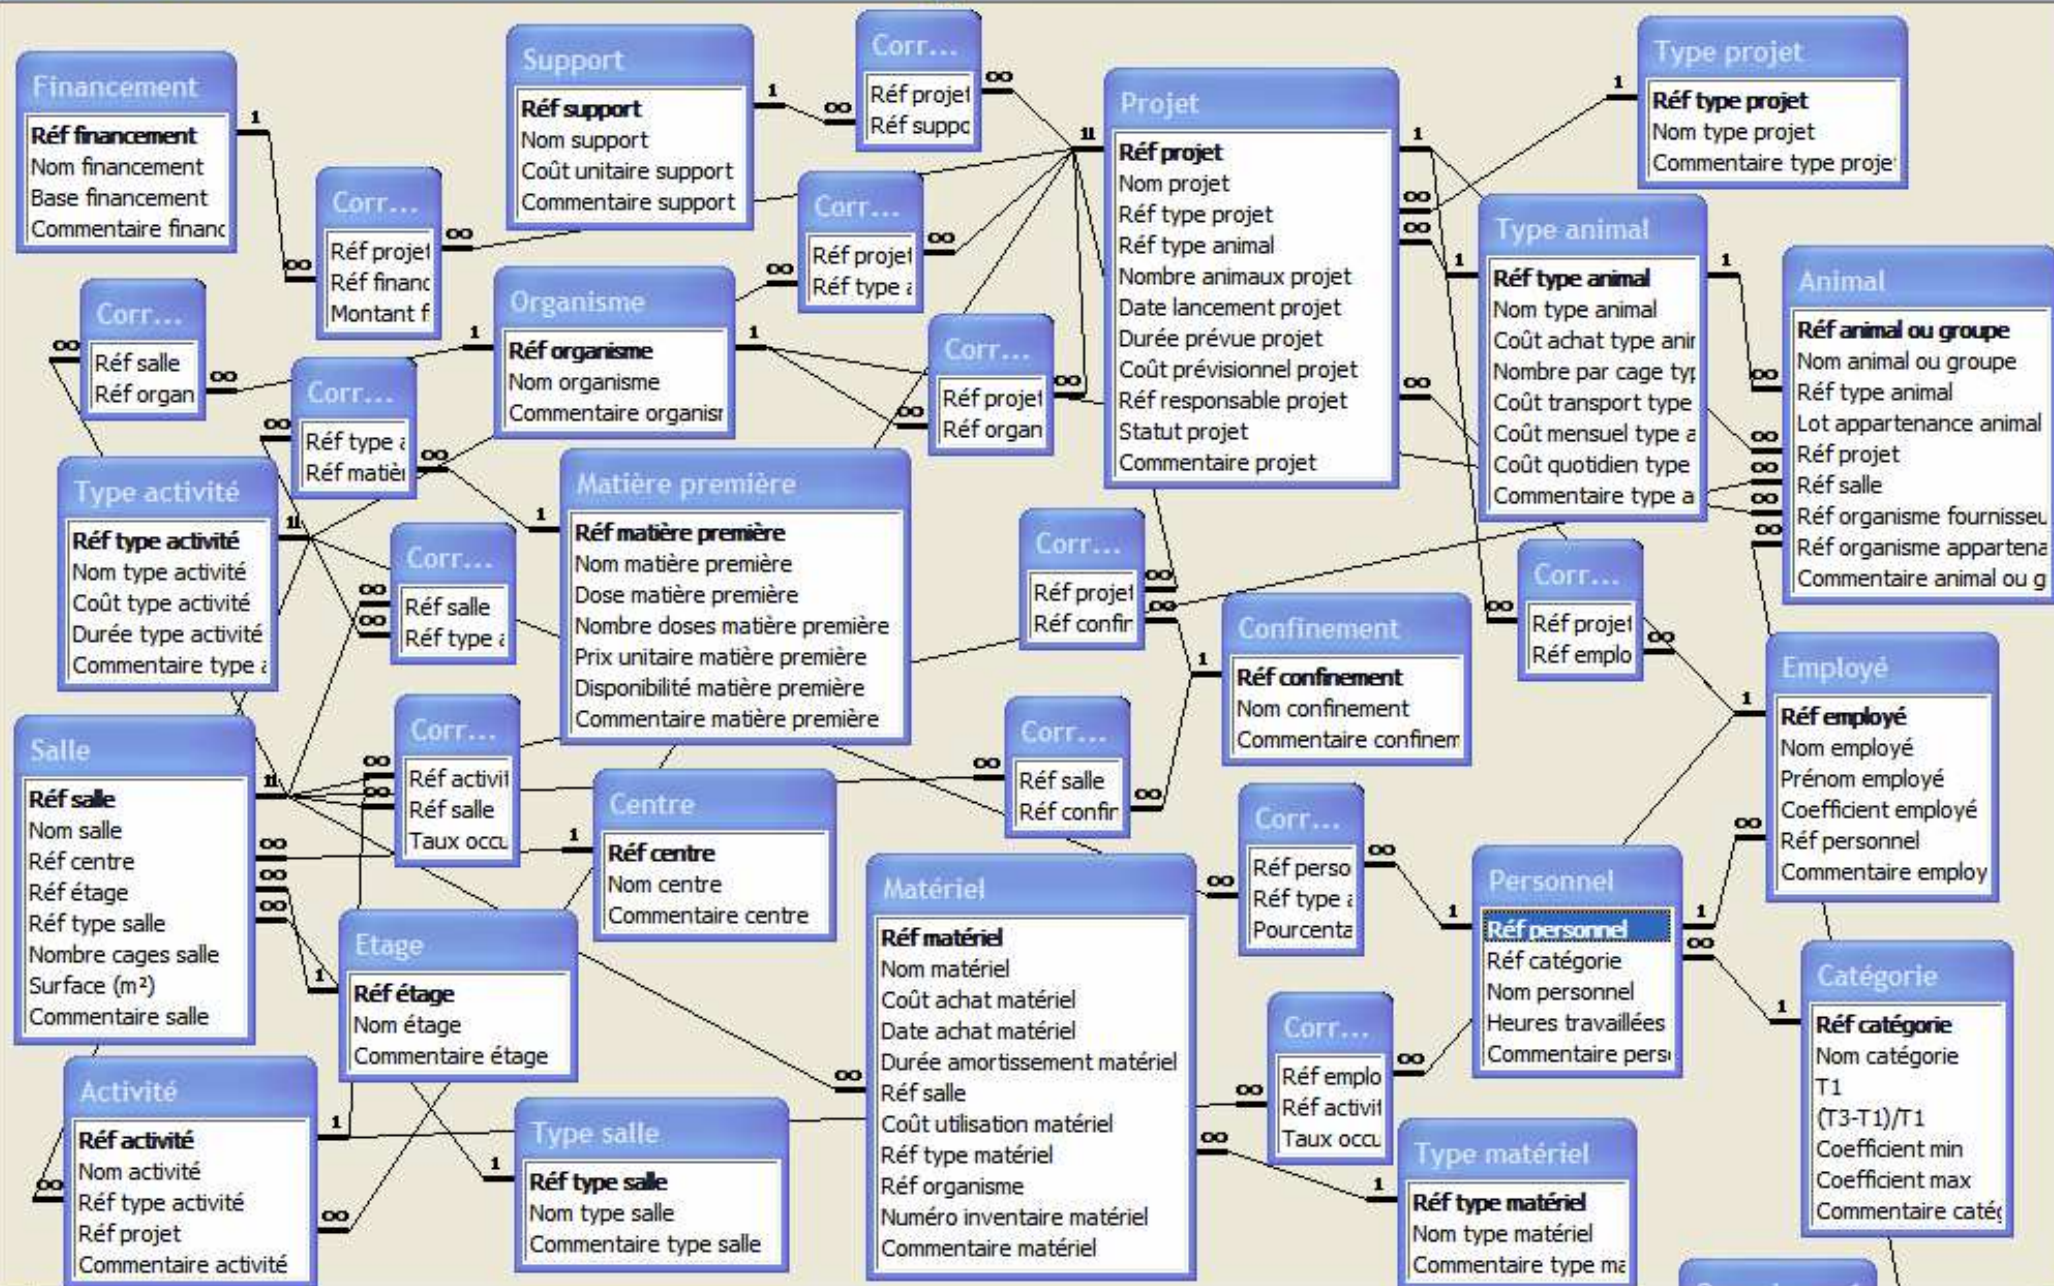 Financement
Réf financement
Nom financement
Base financement
Commentaire financ
Support
Réf support
Nom support
Coût unitaire support
Commentaire support
Corr...
Réf projet
Réf suppo
Projet
Réf projet
Nom projet
Réf type projet
Réf type animal
Nombre animaux projet
Date lancement projet
Durée prévue projet
Coût prévisionnel projet
Réf responsable projet
Statut projet
Commentaire projet
Type projet
Réf type projet
Nom type projet
Commentaire type projet
Corr...
Réf projet
Réf financ
Montant f
Corr...
Réf projet
Réf type a
Type animal
Réf type animal
Nom type animal
Coût achat type anim
Nombre par cage typ
Coût transport type
Coût mensuel type a
Coût quotidien type
Commentaire type a
Animal
Réf animal ou groupe
Nom animal ou groupe
Réf type animal
Lot appartenance animal
Réf projet
Réf salle
Réf organisme fournisseu
Réf organisme appartena
Commentaire animal ou g
Corr...
Réf salle
Réf organ
Organisme
Réf organisme
Nom organisme
Commentaire organisr
Corr...
Réf projet
Réf organ
Corr...
Réf type a
Réf matièr
Type activité
Réf type activité
Nom type activité
Coût type activité
Durée type activité
Commentaire type a
Matière première
Réf matière première
Nom matière première
Dose matière première
Nombre doses matière première
Prix unitaire matière première
Disponibilité matière première
Commentaire matière première
Corr...
Réf salle
Réf type a
Corr...
Réf projet
Réf confir
Corr...
Réf projet
Réf emplo
Confinement
Réf confinement
Nom confinement
Commentaire confinem
Employé
Réf employé
Nom employé
Prénom employé
Coefficient employé
Réf personnel
Commentaire employ
Salle
Réf salle
Nom salle
Réf centre
Réf étage
Réf type salle
Nombre cages salle
Surface (m²)
Commentaire salle
Corr...
Réf activit
Réf salle
Taux occu
Centre
Réf centre
Nom centre
Commentaire centre
Corr...
Réf salle
Réf confir
Corr...
Réf perso
Réf type a
Pourcenta
Personnel
Réf personnel
Réf catégorie
Nom personnel
Heures travaillées
Commentaire pers
Matériel
Réf matériel
Nom matériel
Coût achat matériel
Date achat matériel
Durée amortissement matériel
Réf salle
Coût utilisation matériel
Réf type matériel
Réf organisme
Numéro inventaire matériel
Commentaire matériel
Etage
Réf étage
Nom étage
Commentaire étage
Catégorie
Réf catégorie
Nom catégorie
T1
(T3-T1)/T1
Coefficient min
Coefficient max
Commentaire catég
Corr...
Réf emplo
Réf activit
Taux occu
Activité
Réf activité
Nom activité
Réf type activité
Réf projet
Commentaire activité
Type salle
Réf type salle
Nom type salle
Commentaire type salle
Type matériel
Réf type matériel
Nom type matériel
Commentaire type ma